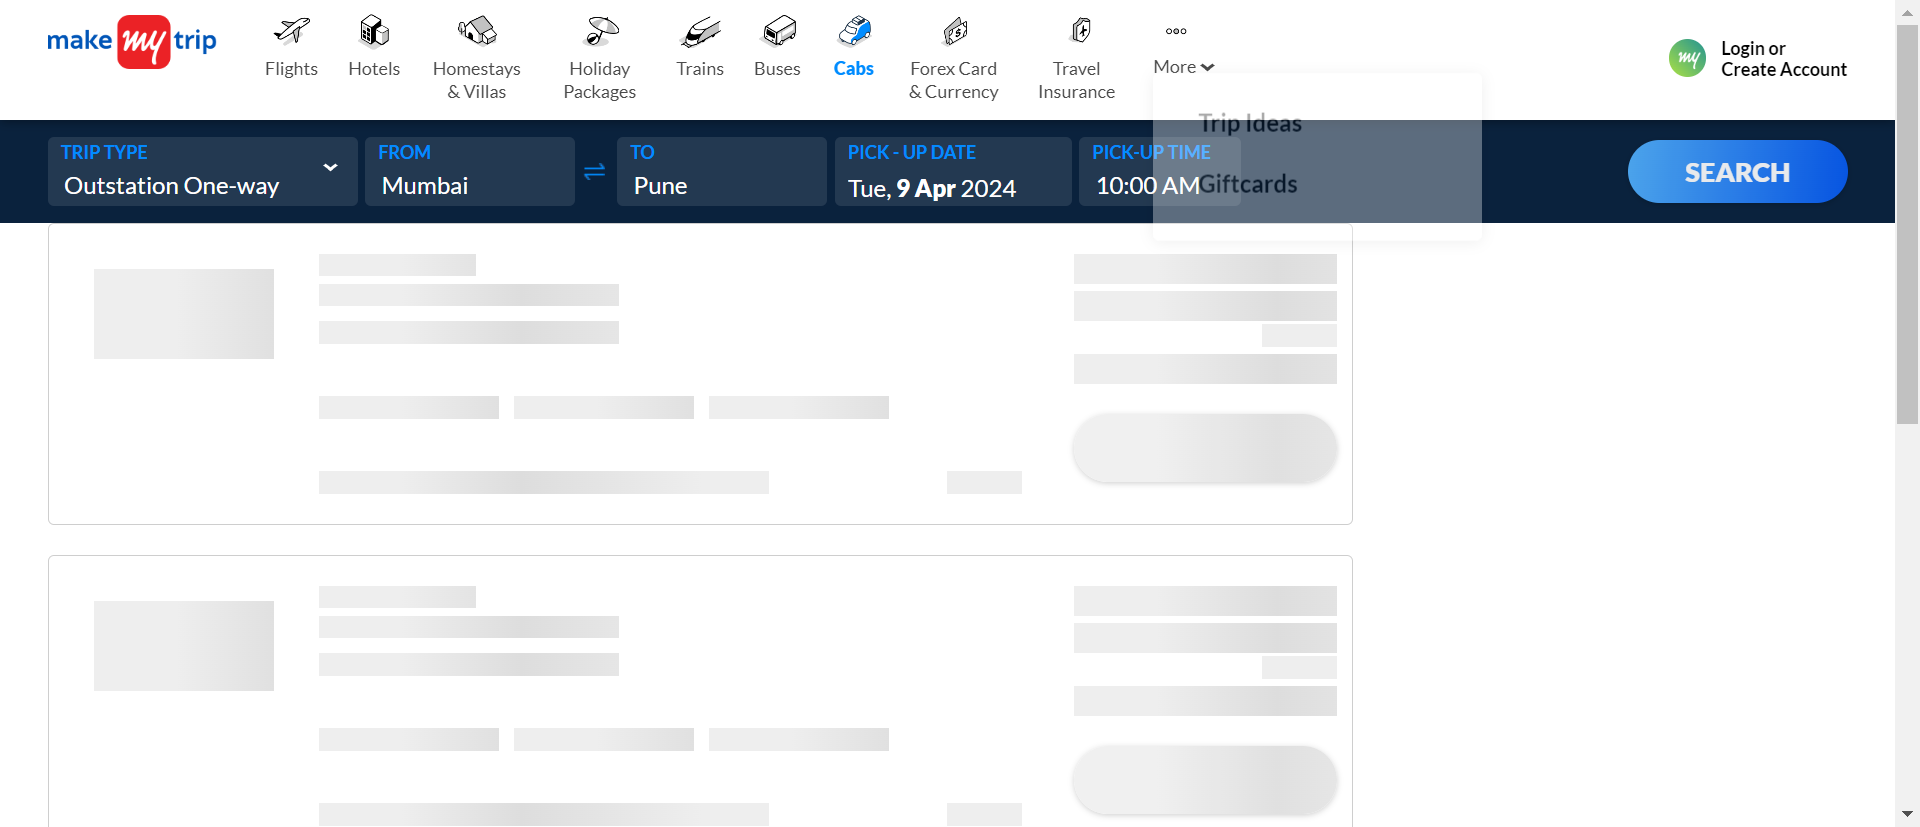 make my trip
Flights
Hotels
Homestays
& Villas
Holiday
Packages
Trains
Buses
Cabs
Forex Card
& Currency
Travel
Insurance
More
my
Login or
Create Account
Trip Ideas
Giftcards
TRIP TYPE
Outstation One-way
FROM
Mumbai
TO
Pune
PICK - UP DATE
Tue, 9 Apr 2024
PICK-UP TIME
10:00 AM
SEARCH